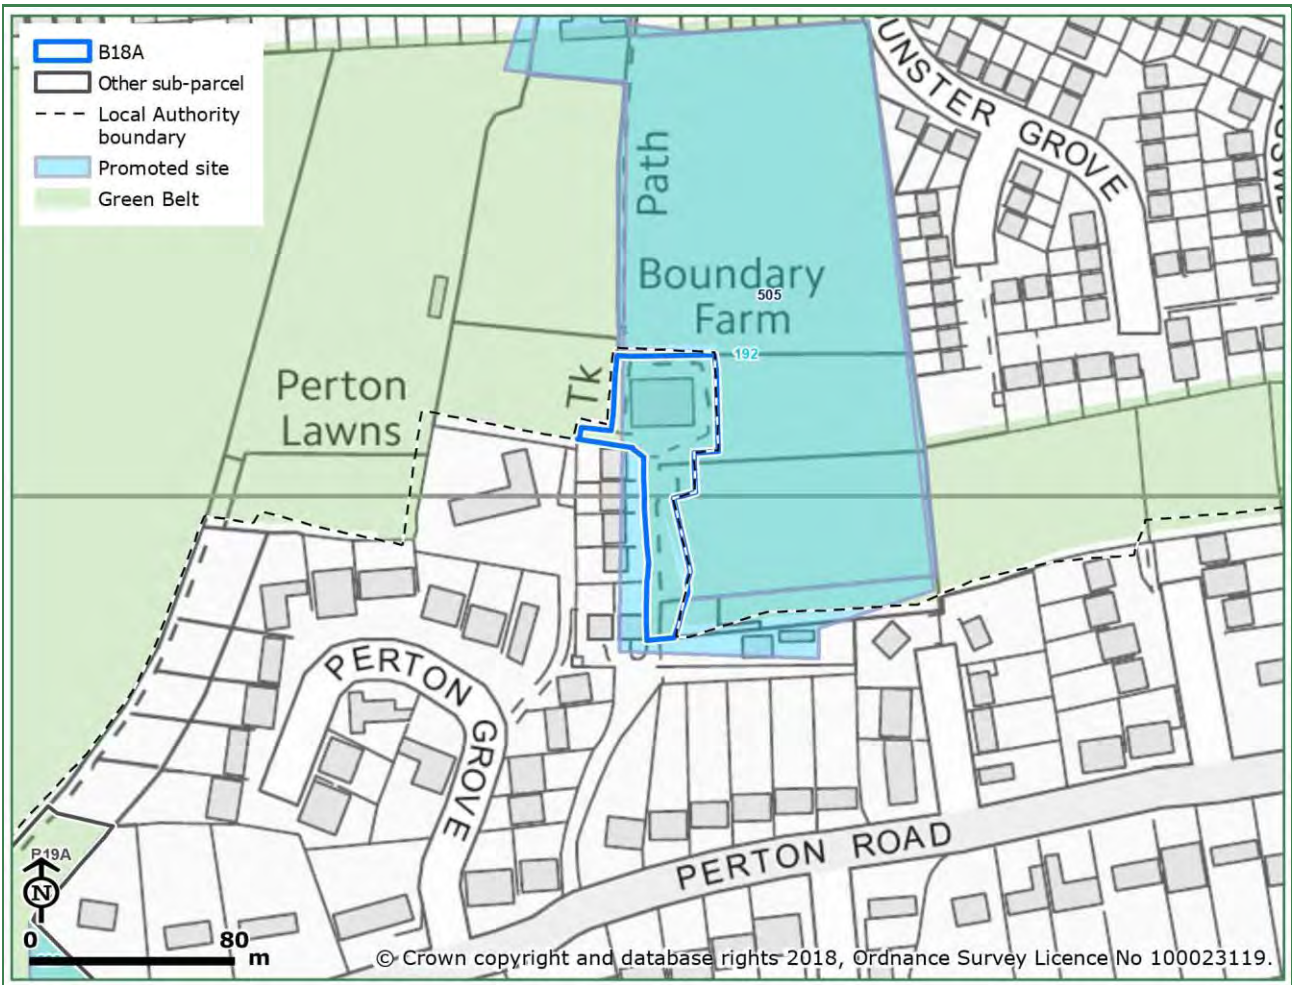 B18A
Other sub-parcel
Local Authority
boundary
Promoted site
Green Belt
UNSTER GROVE
Path
Boundary
Farm
505
192
Tk
Perton
Lawns
PERTON GROVE
PERTON ROAD
N
0 80
m
© Crown copyright and database rights 2018, Ordnance Survey Licence No 100023119.